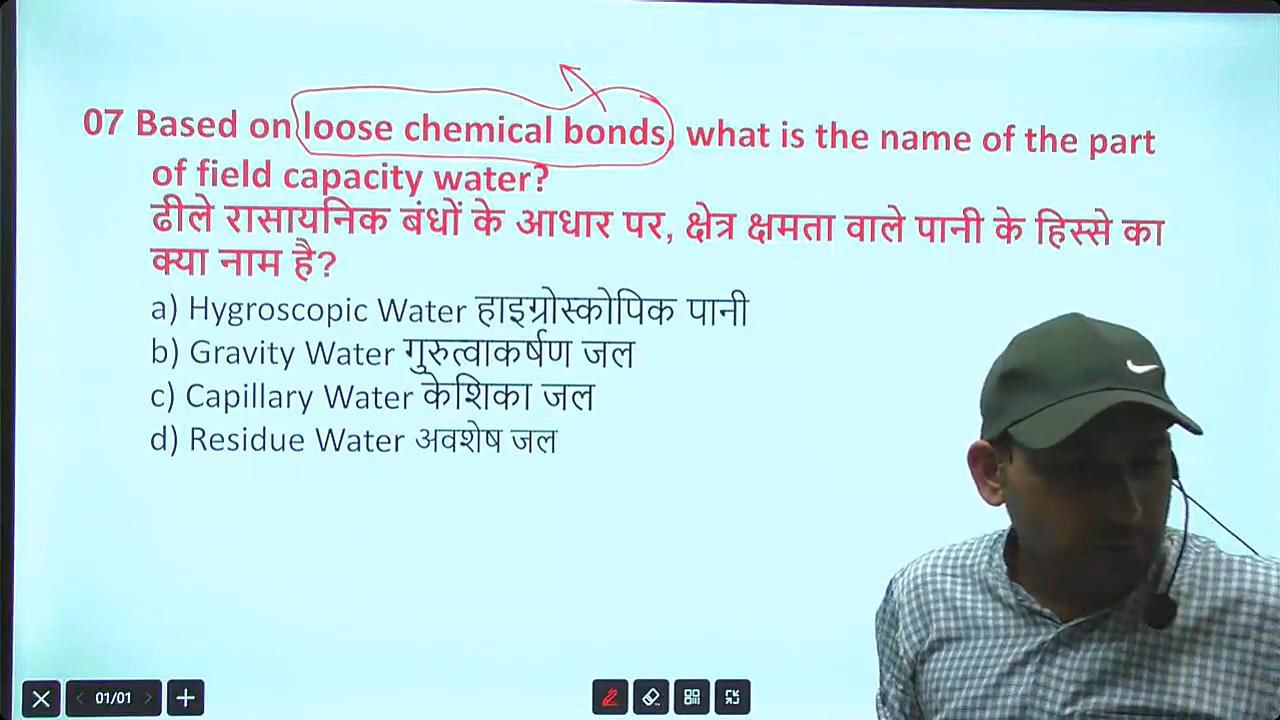 07 Based on loose chemical bonds, what is the name of the part
of field capacity water?
ढीले रासायनिक बंधों के आधार पर, क्षेत्र क्षमता वाले पानी के हिस्से का
क्या नाम है?
a) Hygroscopic Water हाइग्रोस्कोपिक पानी
b) Gravity Water गुरुत्वाकर्षण जल
c) Capillary Water केशिका जल
d) Residue Water अवशेष जल
01/01